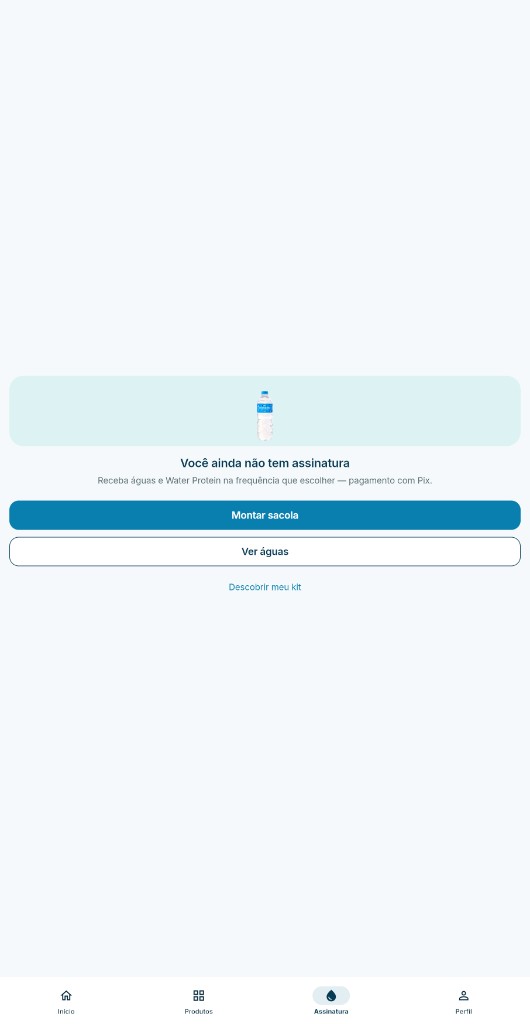 Você ainda não tem assinatura
Receba águas e Water Protein na frequência que escolher — pagamento com Pix.
Montar sacola
Ver águas
Descobrir meu kit
Início
Produtos
Assinatura
Perfil